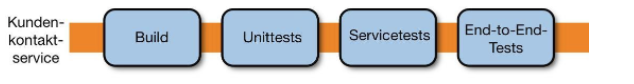 Kunden-
kontakt-
service
Build
Unittests
Servicetests
End-to-End-
Tests